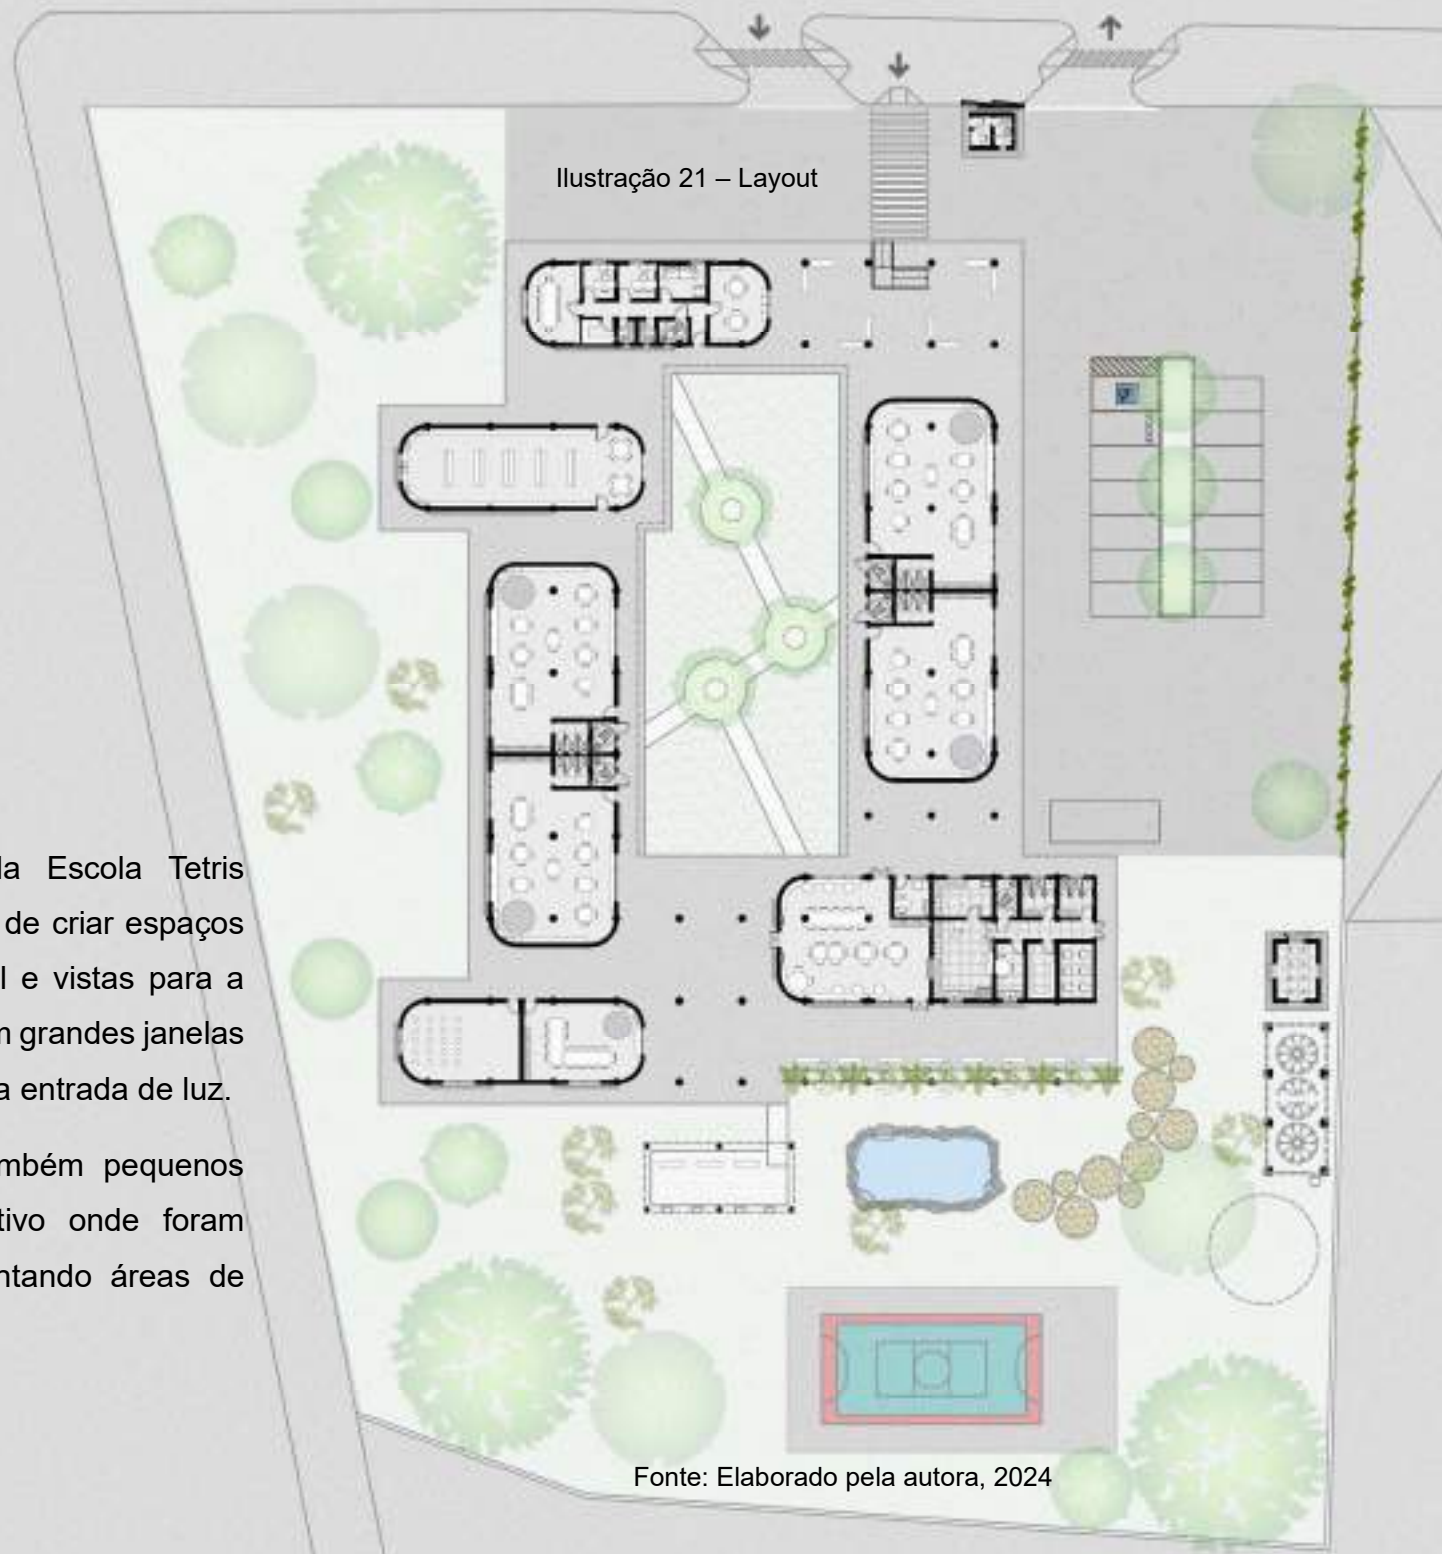 Ilustração 21 – Layout
la Escola Tetris
de criar espaços
l e vistas para a
m grandes janelas
a entrada de luz.
mbém pequenos
tivo onde foram
ntando áreas de
Fonte: Elaborado pela autora, 2024